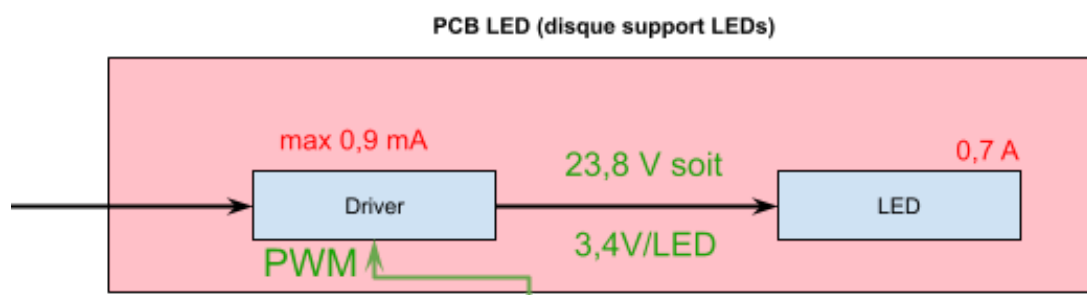 PCB LED (disque support LEDs)
max 0,9 mA
23,8 V soit
0,7 A
Driver
LED
3,4V/LED
PWM